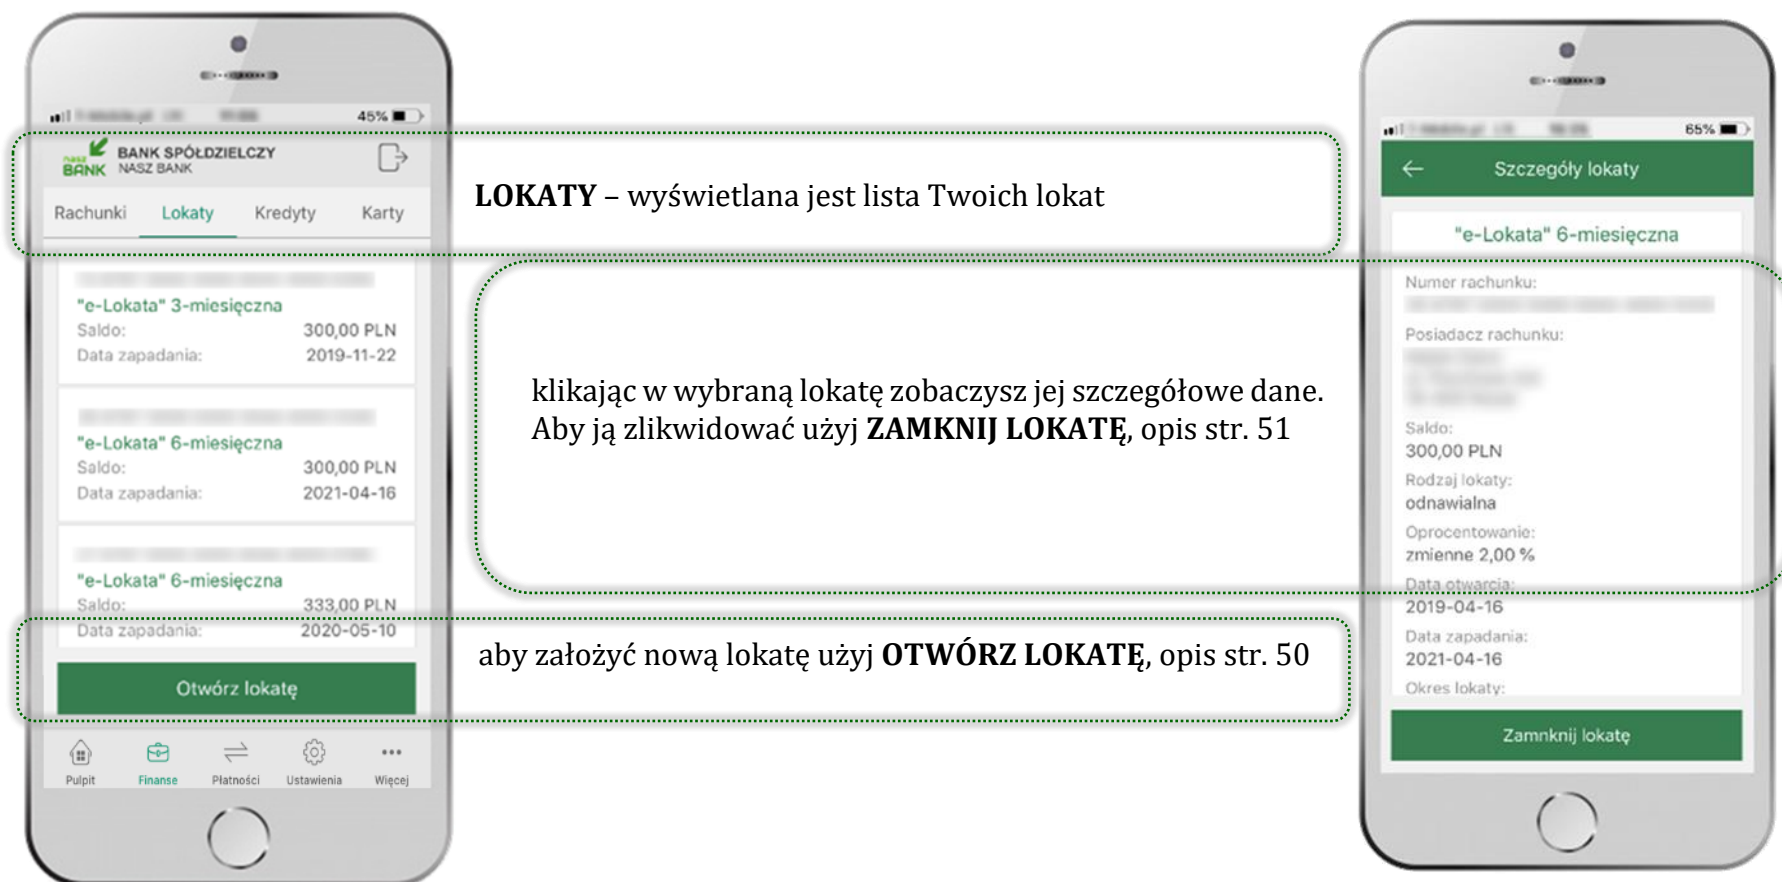 45%
nasz BANK
BANK SPÓŁDZIELCZY
NASZ BANK
Rachunki Lokaty Kredyty Karty
"e-Lokata" 3-miesięczna
Saldo: 300,00 PLN
Data zapadania: 2019-11-22
"e-Lokata" 6-miesięczna
Saldo: 300,00 PLN
Data zapadania: 2021-04-16
"e-Lokata" 6-miesięczna
Saldo: 333,00 PLN
Data zapadania: 2020-05-10
Otwórz lokatę
Pulpit Finanse Płatności Ustawienia Więcej
LOKATY – wyświetlana jest lista Twoich lokat
klikając w wybraną lokatę zobaczysz jej szczegółowe dane.
Aby ją zlikwidować użyj ZAMKNIJ LOKATĘ, opis str. 51
aby założyć nową lokatę użyj OTWÓRZ LOKATĘ, opis str. 50
65%
Szczegóły lokaty
"e-Lokata" 6-miesięczna
Numer rachunku:
Posiadacz rachunku:
Saldo:
300,00 PLN
Rodzaj lokaty:
odnawialna
Oprocentowanie:
zmienne 2,00 %
Data otwarcia:
2019-04-16
Data zapadania:
2021-04-16
Okres lokaty:
Zamnknij lokatę